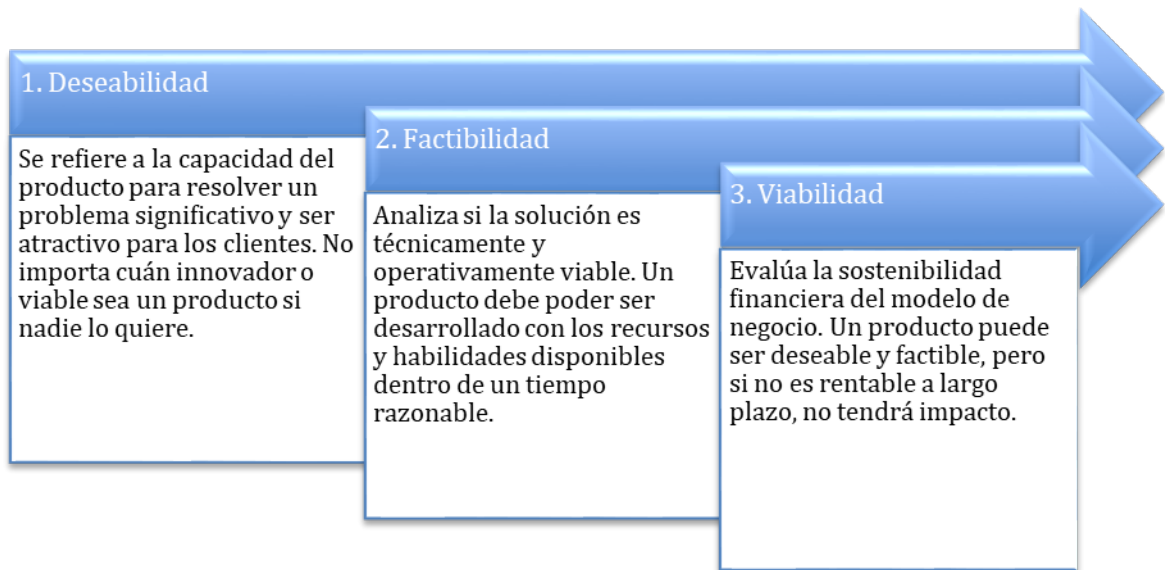 1. Deseabilidad
Se refiere a la capacidad del
producto para resolver un
problema significativo y ser
atractivo para los clientes. No
importa cuán innovador o
viable sea un producto si
nadie lo quiere.
2. Factibilidad
Analiza si la solución es
técnicamente y
operativamente viable. Un
producto debe poder ser
desarrollado con los recursos
y habilidades disponibles
dentro de un tiempo
razonable.
3. Viabilidad
Evalúa la sostenibilidad
financiera del modelo de
negocio. Un producto puede
ser deseable y factible, pero
si no es rentable a largo
plazo, no tendrá impacto.